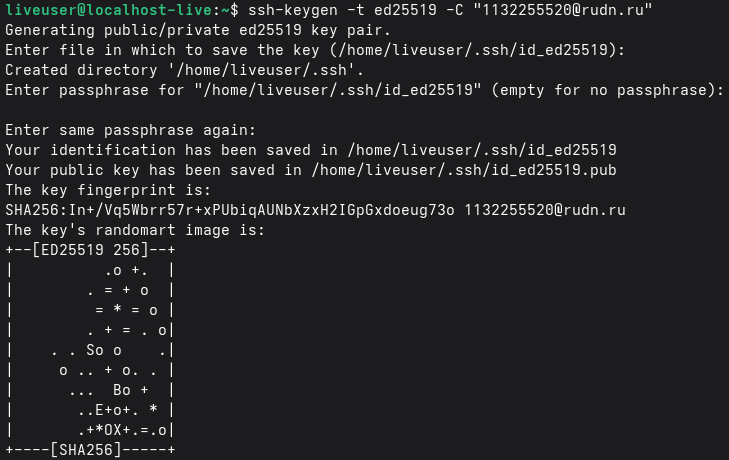 liveuser@localhost-live:~$ ssh-keygen -t ed25519 -C "1132255520@rudn.ru"
Generating public/private ed25519 key pair.
Enter file in which to save the key (/home/liveuser/.ssh/id_ed25519):
Created directory '/home/liveuser/.ssh'.
Enter passphrase for "/home/liveuser/.ssh/id_ed25519" (empty for no passphrase):

Enter same passphrase again:
Your identification has been saved in /home/liveuser/.ssh/id_ed25519
Your public key has been saved in /home/liveuser/.ssh/id_ed25519.pub
The key fingerprint is:
SHA256:In+/Vq5Wbrr57r+xPUbiqAUNbXzxH2IGpGxdoeug73o 1132255520@rudn.ru
The key's randomart image is:
+--[ED25519 256]--+
|          .o +.  |
|        . = + o  |
|         = * = o |
|        . + = . o|
|    . . So o    .|
|     o .. + o. . |
|      ...  Bo +  |
|       ..E+o+. * |
|       .+*OX+.=.o|
+----[SHA256]-----+